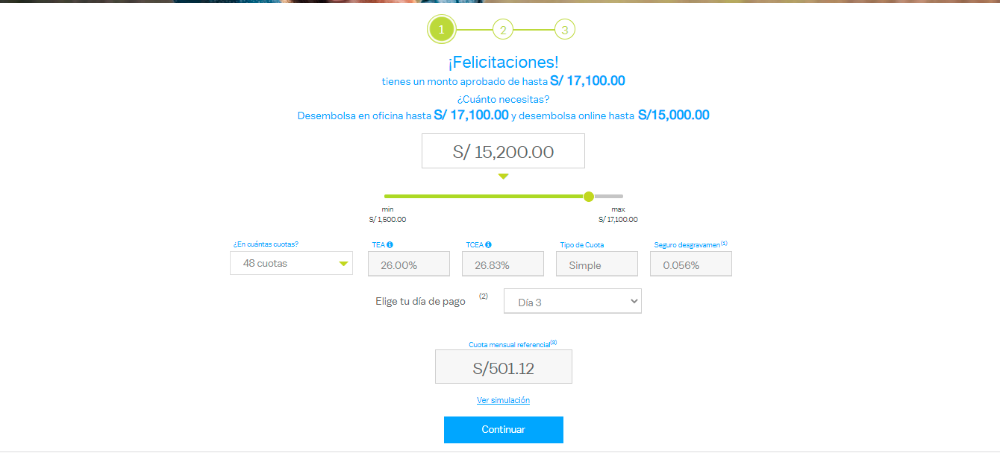 1 2 3
¡Felicitaciones!
tienes un monto aprobado de hasta S/ 17,100.00
¿Cuánto necesitas?
Desembolsa en oficina hasta S/ 17,100.00 y desembolsa online hasta S/15,000.00
S/ 15,200.00
min max
S/ 1,500.00 S/ 17,100.00
¿En cuántas cuotas? TEA TCEA Tipo de Cuota Seguro desgravamen(1)
48 cuotas 26.00% 26.83% Simple 0.056%
Elige tu día de pago (2) Día 3
Cuota mensual referencial(8)
S/501.12
Ver simulación
Continuar